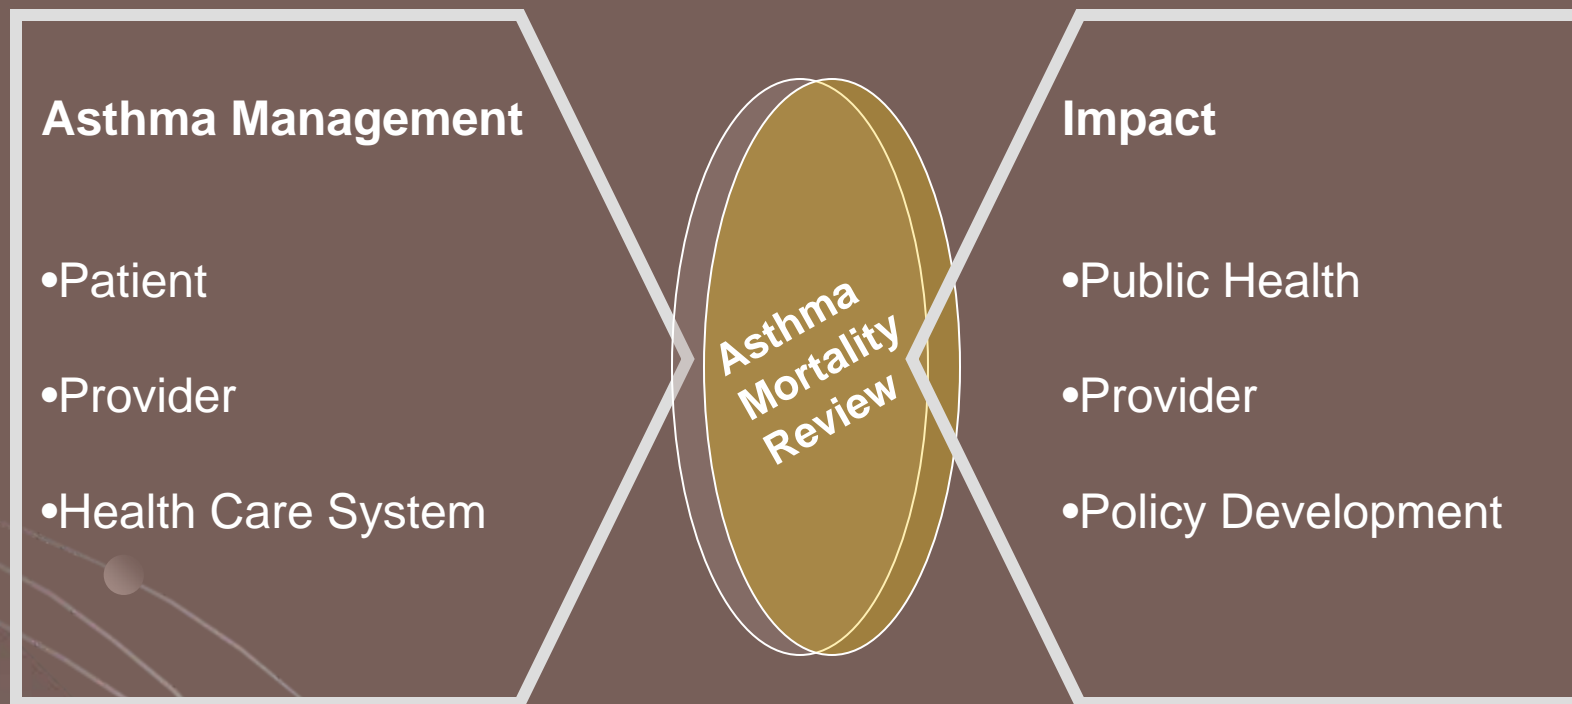 Asthma Management
•Patient
•Provider
•Health Care System
Asthma
Mortality
Review
Impact
•Public Health
•Provider
•Policy Development